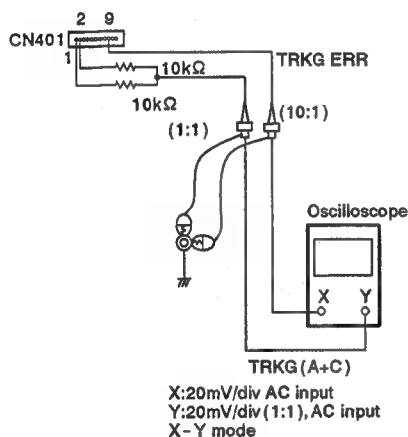 2 9
CN401
1
TRKG ERR
10kΩ
10kΩ
(1:1)
(10:1)
Oscilloscope
X Y
TRKG (A+C)
X:20mV/div AC input
Y:20mV/div (1:1), AC input
X-Y mode